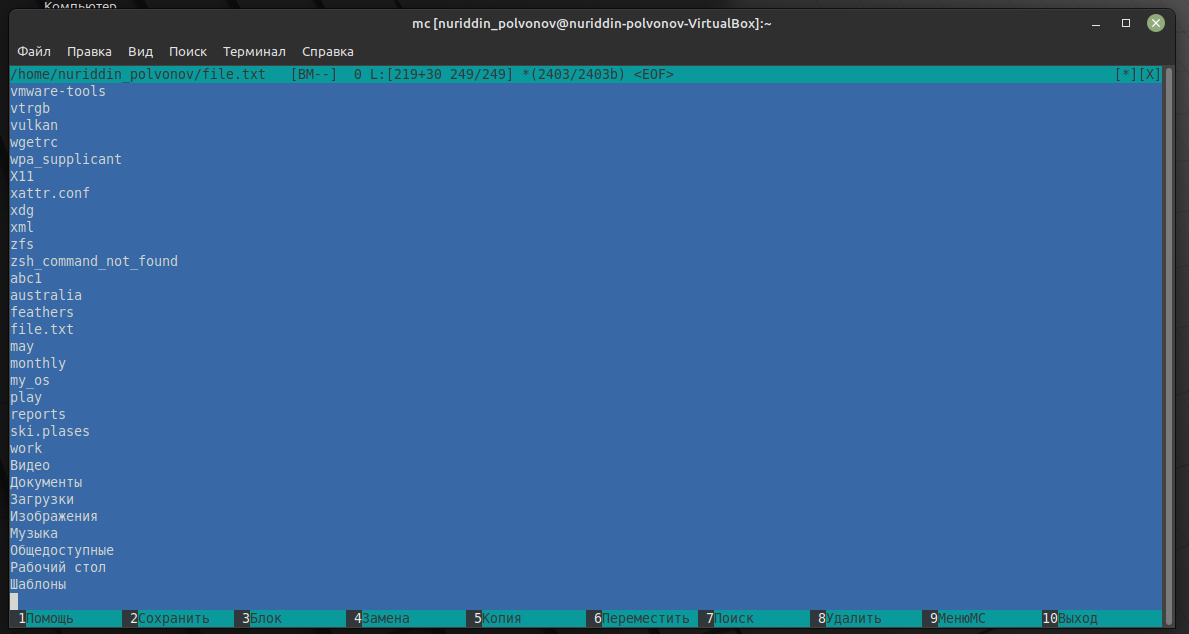 Компьютер
mc [nuriddin_polvonov@nuriddin-polvonov-VirtualBox]:~
Файл Правка Вид Поиск Терминал Справка
/home/nuriddin_polvonov/file.txt [BM--] 0 L:[219+30 249/249] *(2403/2403b) <EOF> [*][X]
vmware-tools
vtrgb
vulkan
wgetrc
wpa_supplicant
X11
xattr.conf
xdg
xml
zfs
zsh_command_not_found
abc1
australia
feathers
file.txt
may
monthly
my_os
play
reports
ski.plases
work
Видео
Документы
Загрузки
Изображения
Музыка
Общедоступные
Рабочий стол
Шаблоны
1Помощь 2Сохранить 3Блок 4Замена 5Копия 6Переместить 7Поиск 8Удалить 9МенюМС 10Выход